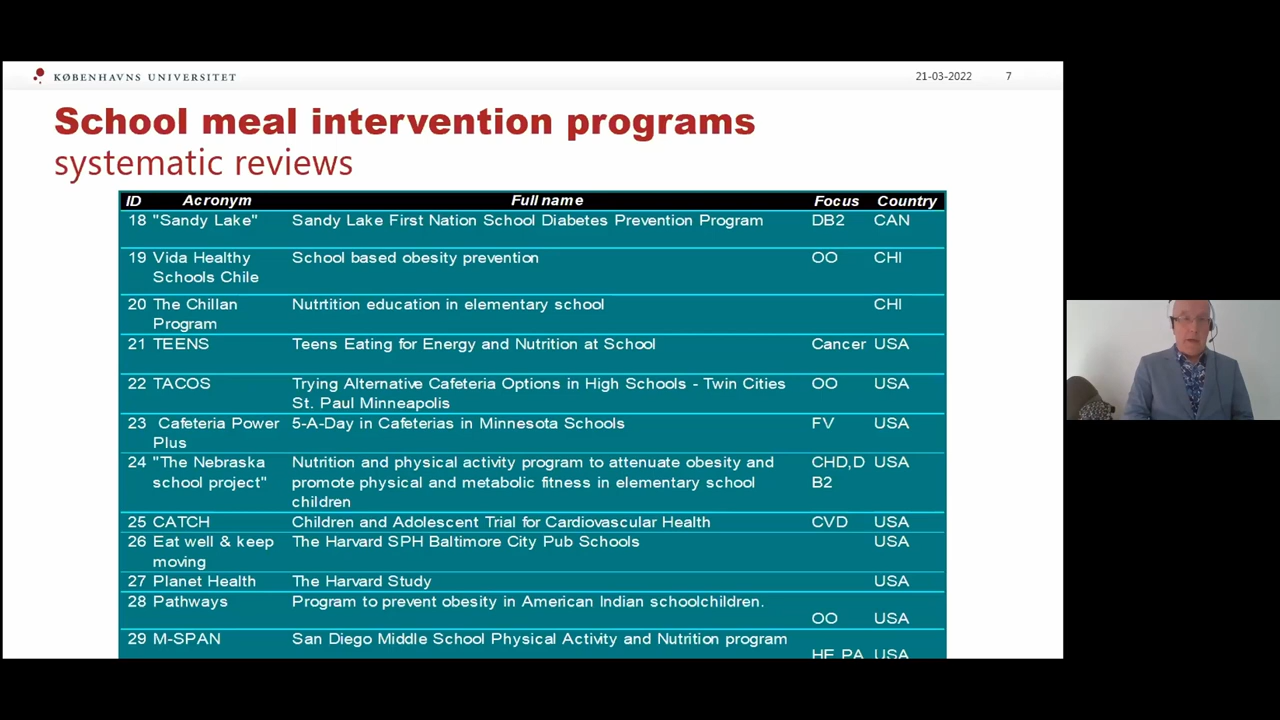 KØBENHAVNS UNIVERSITET
21-03-2022 7
School meal intervention programs
systematic reviews
ID Acronym Full name Focus Country
18 "Sandy Lake" Sandy Lake First Nation School Diabetes Prevention Program DB2 CAN
19 Vida Healthy School based obesity prevention OO CHI
Schools Chile
20 The Chillan Nutrtition education in elementary school CHI
Program
21 TEENS Teens Eating for Energy and Nutrition at School Cancer USA
22 TACOS Trying Alternative Cafeteria Options in High Schools - Twin Cities OO USA
St. Paul Minneapolis
23 Cafeteria Power 5-A-Day in Cafeterias in Minnesota Schools FV USA
Plus
24 "The Nebraska Nutrition and physical activity program to attenuate obesity and CHD,D USA
school project" promote physical and metabolic fitness in elementary school B2
children
25 CATCH Children and Adolescent Trial for Cardiovascular Health CVD USA
26 Eat well & keep The Harvard SPH Baltimore City Pub Schools USA
moving
27 Planet Health The Harvard Study USA
28 Pathways Program to prevent obesity in American Indian schoolchildren.
OO USA
29 M-SPAN San Diego Middle School Physical Activity and Nutrition program
HE PA USA